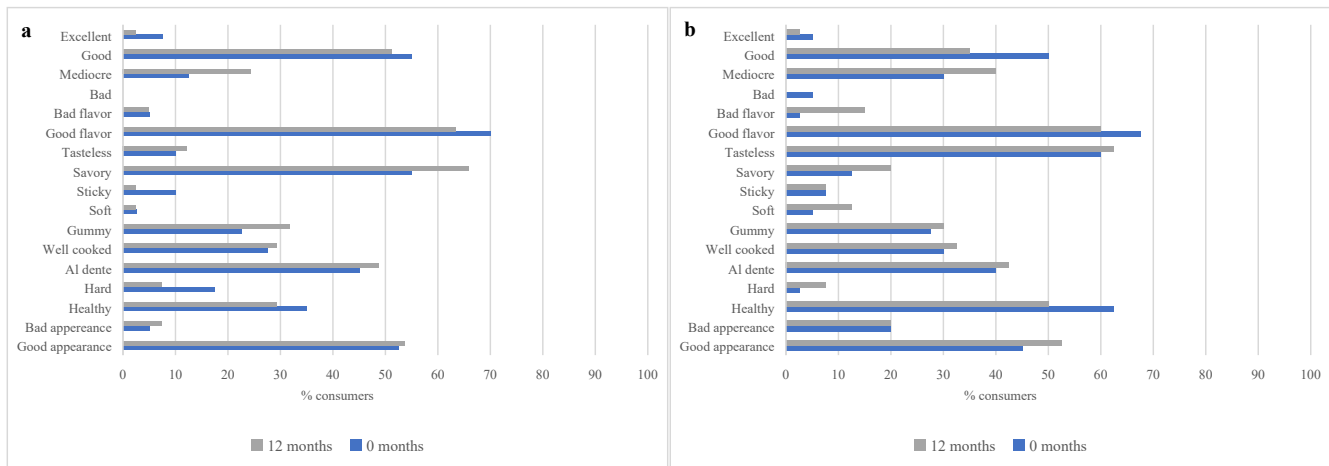 a
Excellent
Good
Mediocre
Bad
Bad flavor
Good flavor
Tasteless
Savory
Sticky
Soft
Gummy
Well cooked
Al dente
Hard
Healthy
Bad appereance
Good appearance
0 10 20 30 40 50 60 70 80 90 100
% consumers
12 months 0 months
b
Excellent
Good
Mediocre
Bad
Bad flavor
Good flavor
Tasteless
Savory
Sticky
Soft
Gummy
Well cooked
Al dente
Hard
Healthy
Bad appereance
Good appearance
0 10 20 30 40 50 60 70 80 90 100
% consumers
12 months 0 months